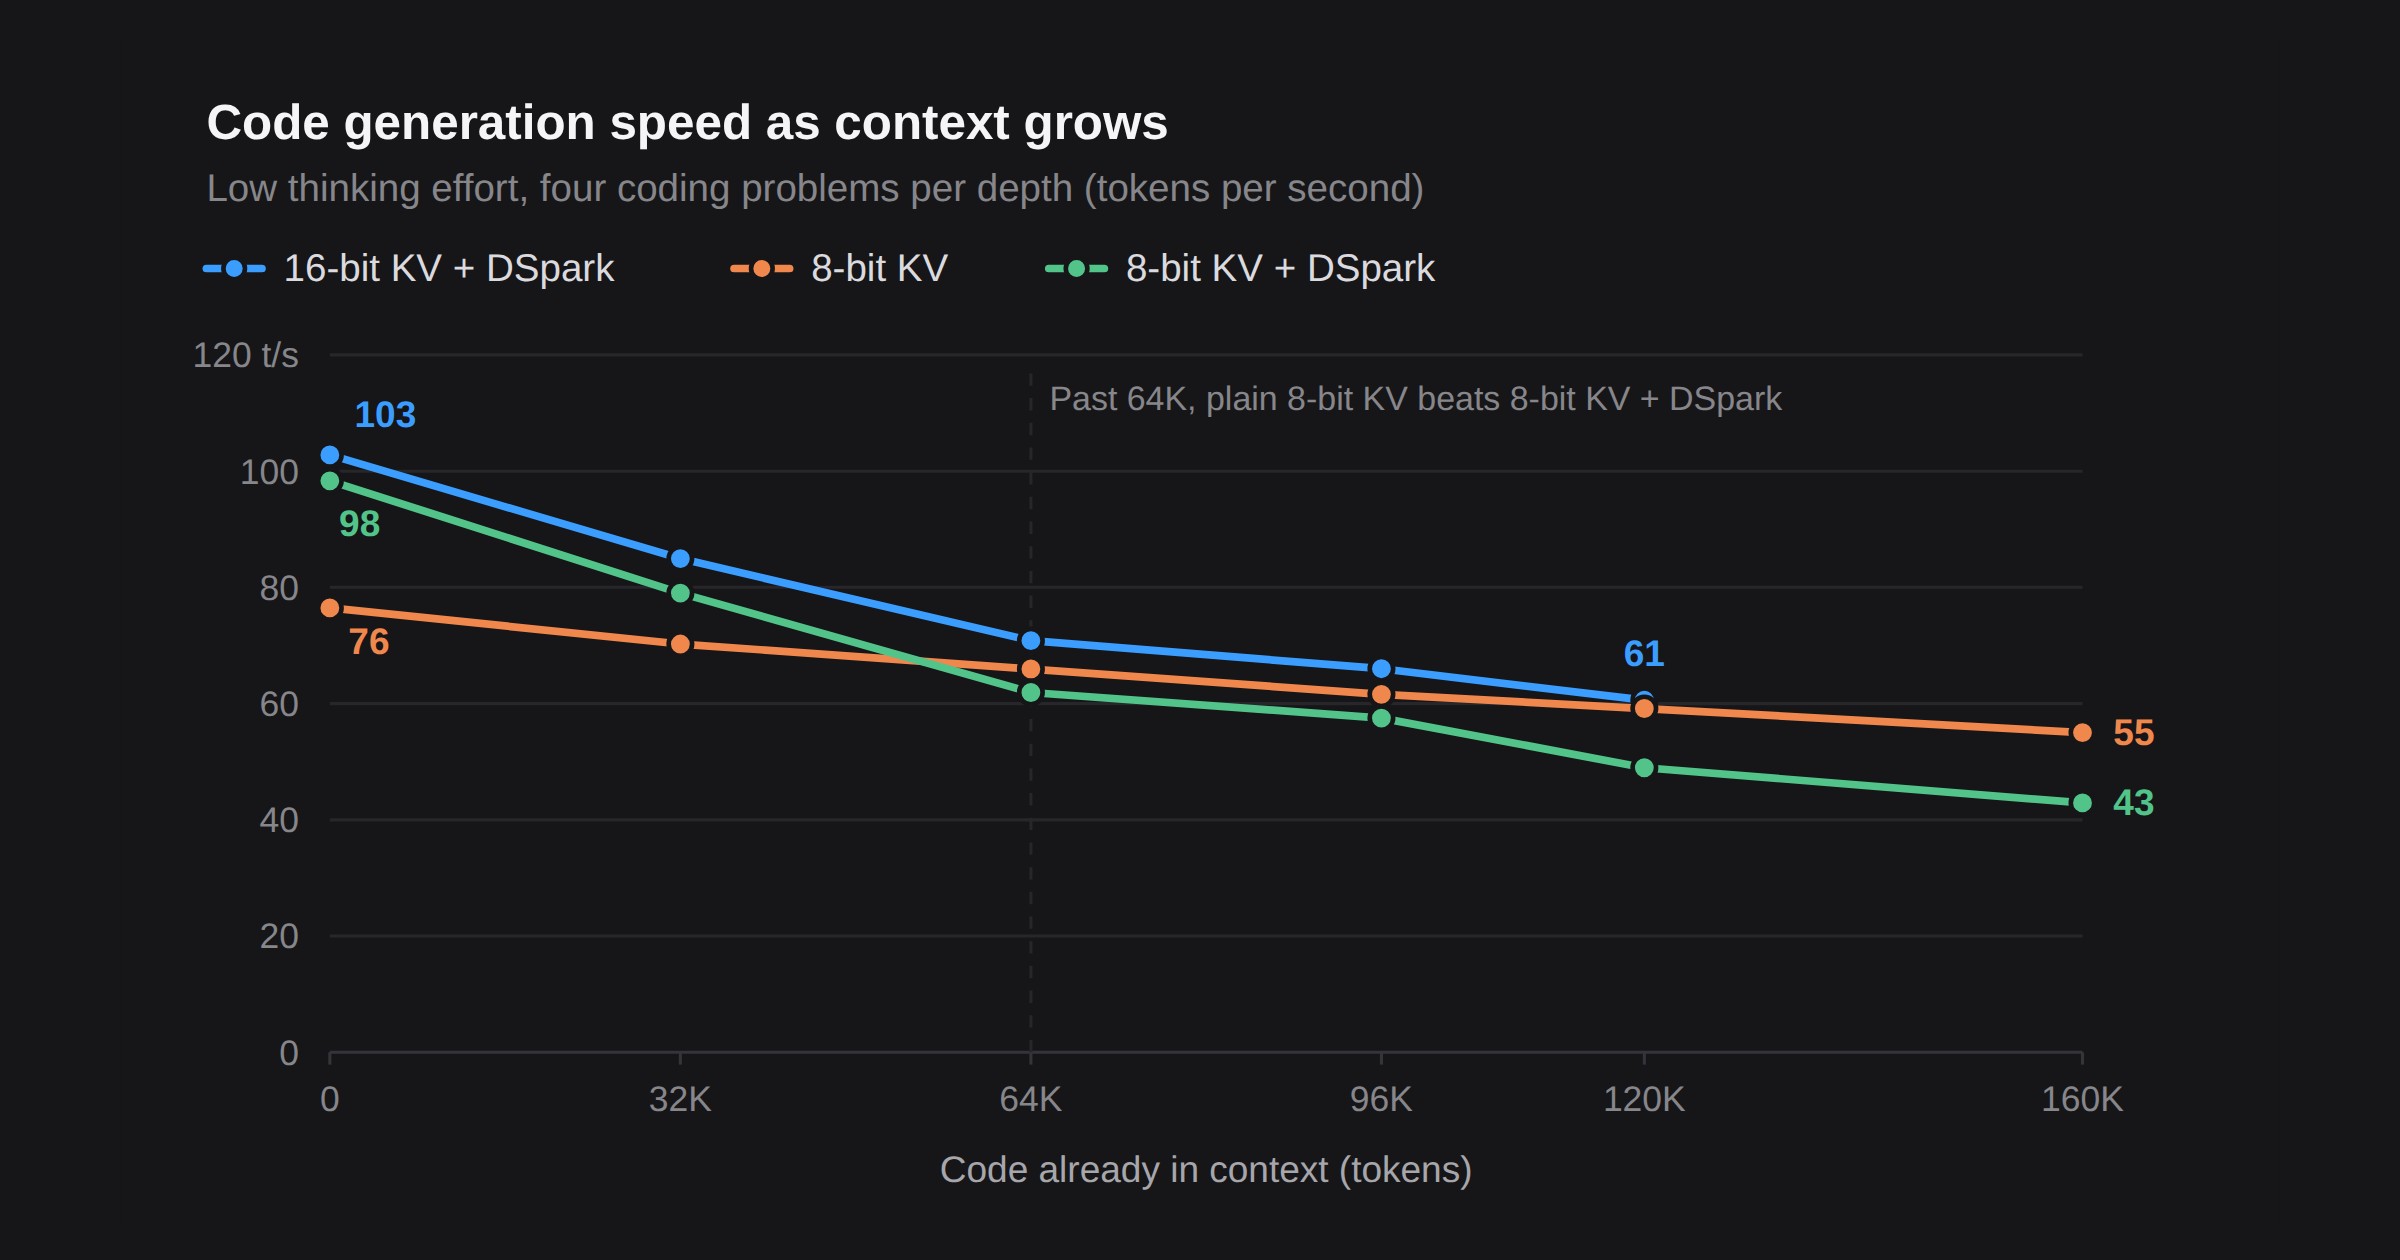 Code generation speed as context grows
Low thinking effort, four coding problems per depth (tokens per second)
16-bit KV + DSpark
8-bit KV
8-bit KV + DSpark
120 t/s
Past 64K, plain 8-bit KV beats 8-bit KV + DSpark
103
100
98
80
76
61
60
55
43
40
20
0
0
32K
64K
96K
120K
160K
Code already in context (tokens)